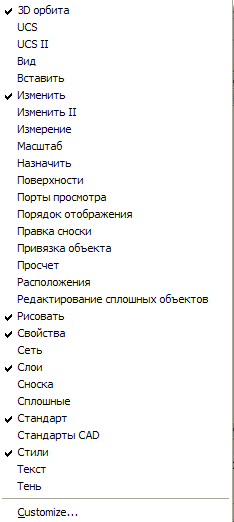 3D орбита
UCS
UCS II
Вид
Вставить
Изменить
Изменить II
Измерение
Масштаб
Назначить
Поверхности
Порты просмотра
Порядок отображения
Правка сноски
Привязка объекта
Просчет
Расположения
Редактирование сплошных объектов
Рисовать
Свойства
Сеть
Слои
Сноска
Сплошные
Стандарт
Стандарты CAD
Стили
Текст
Тень
Customize...